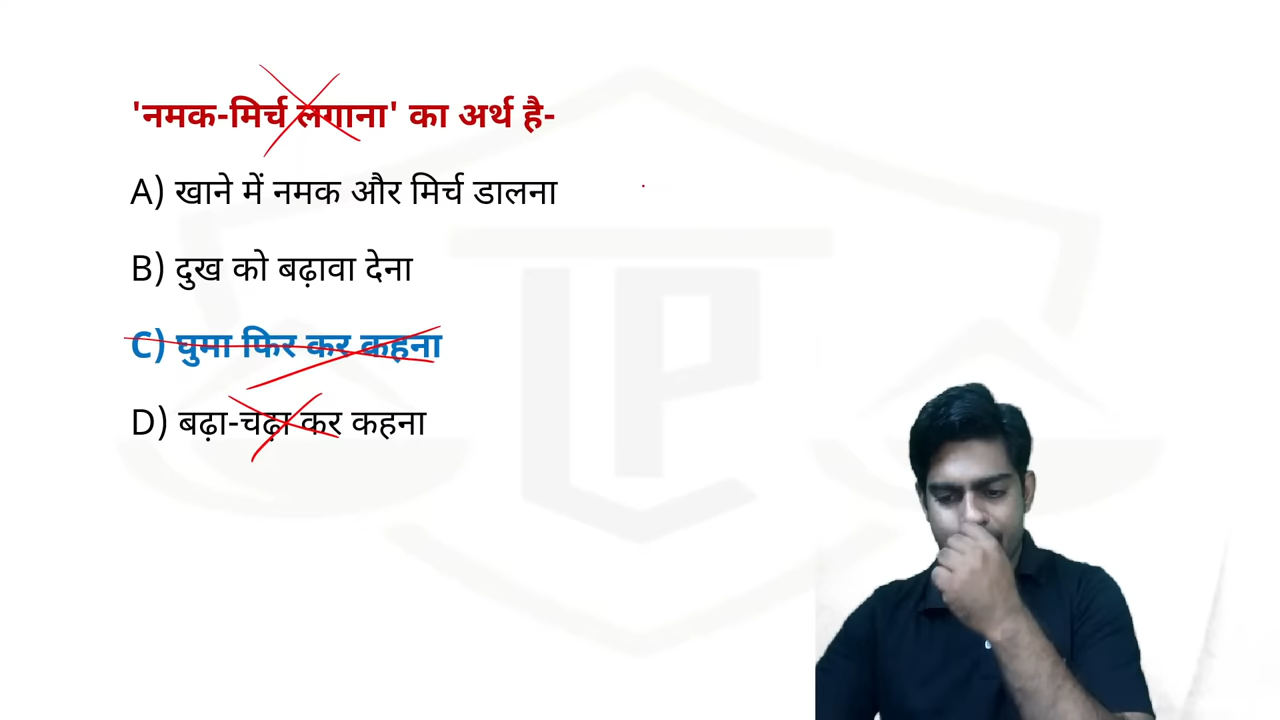 'नमक-मिर्च लगाना' का अर्थ है-
A) खाने में नमक और मिर्च डालना
B) दुख को बढ़ावा देना
C) घुमा फिर कर कहना
D) बढ़ा-चढ़ा कर कहना